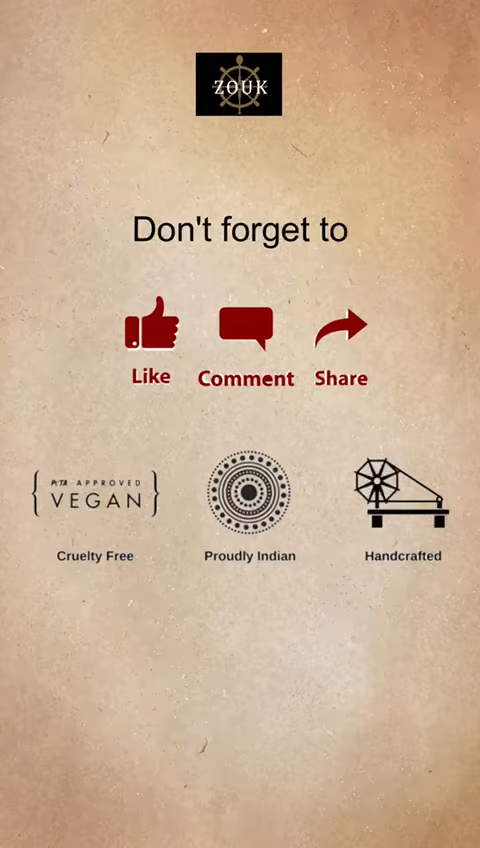 ZOUK
Don't forget to
Like Comment Share
PeTA APPROVED
VEGAN
Cruelty Free Proudly Indian Handcrafted